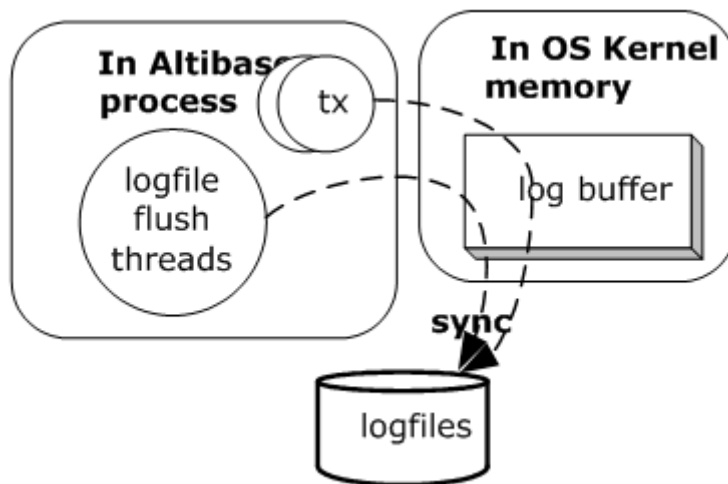 In Altibase
process
tx
logfile
flush
threads
In OS Kernel
memory
log buffer
sync
logfiles